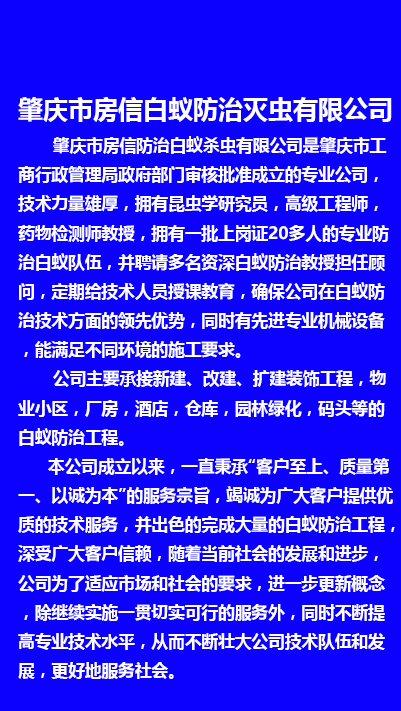 肇庆市房信白蚁防治灭虫有限公司
肇庆市房信防治白蚁杀虫有限公司是肇庆市工
商行政管理局政府部门审核批准成立的专业公司，
技术力量雄厚，拥有昆虫学研究员，高级工程师，
药物检测师教授，拥有一批上岗证20多人的专业防
治白蚁队伍，并聘请多名资深白蚁防治教授担任顾
问，定期给技术人员授课教育，确保公司在白蚁防
治技术方面的领先优势，同时有先进专业机械设备
，能满足不同环境的施工要求。
公司主要承接新建、改建、扩建装饰工程，物
业小区，厂房，酒店，仓库，园林绿化，码头等的
白蚁防治工程。
本公司成立以来，一直秉承“客户至上、质量第
一、以诚为本”的服务宗旨，竭诚为广大客户提供优
质的技术服务，并出色的完成大量的白蚁防治工程，
深受广大客户信赖，随着当前社会的发展和进步，
公司为了适应市场和社会的要求，进一步更新概念
，除继续实施一贯切实可行的服务外，同时不断提
高专业技术水平，从而不断壮大公司技术队伍和发
展，更好地服务社会。